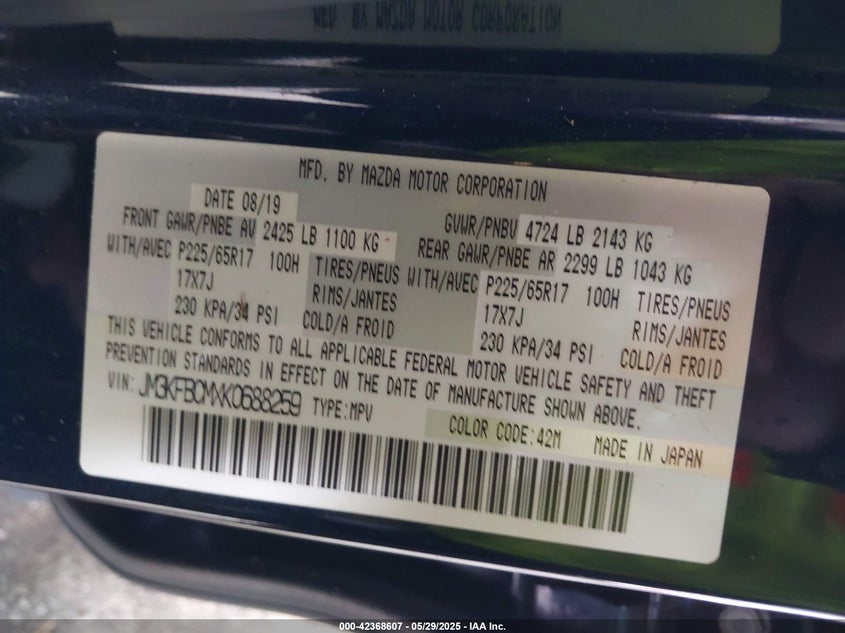 MFD. BY MAZDA MOTOR CORPORATION
DATE 08/19
GVWR/PNBV 4724 LB 2143 KG
FRONT GAWR/PNBE AV 2425 LB 1100 KG
REAR GAWR/PNBE AR 2299 LB 1043 KG
WITH/AVEC P225/65R17 100H TIRES/PNEUS
17X7J RIMS/JANTES
230 KPA/34 PSI COLD/A FROID
WITH/AVEC P225/65R17 100H TIRES/PNEUS
17X7J RIMS/JANTES
230 KPA/34 PSI COLD/A FROID
THIS VEHICLE CONFORMS TO ALL APPLICABLE FEDERAL MOTOR VEHICLE SAFETY AND THEFT
PREVENTION STANDARDS IN EFFECT ON THE DATE OF MANUFACTURE SHOWN ABOVE.
VIN: JM3KFBCMXK0688259 TYPE:MPV
COLOR CODE:42M MADE IN JAPAN
000-42368607 - 05/29/2025 - IAA Inc.